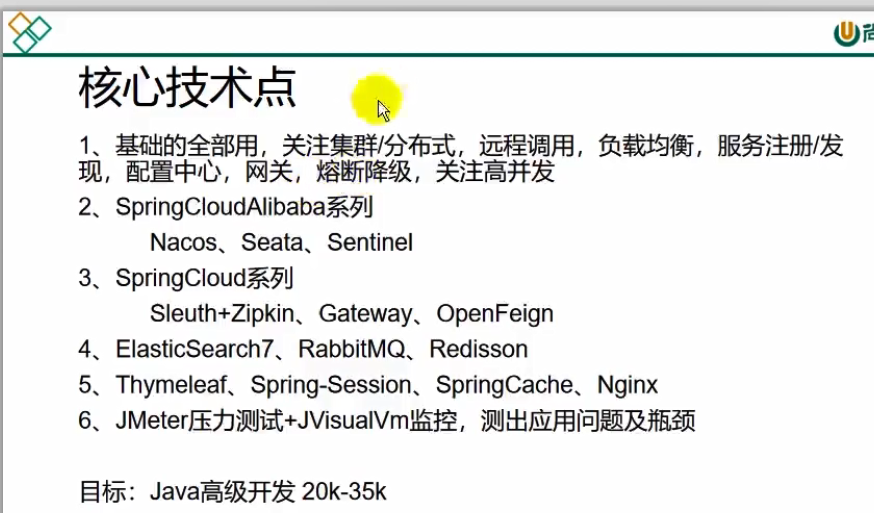 尚
核心技术点
1、基础的全部用，关注集群/分布式，远程调用，负载均衡，服务注册/发
现，配置中心，网关，熔断降级，关注高并发
2、SpringCloudAlibaba系列
Nacos、Seata、Sentinel
3、SpringCloud系列
Sleuth+Zipkin、Gateway、OpenFeign
4、ElasticSearch7、RabbitMQ、Redisson
5、Thymeleaf、Spring-Session、SpringCache、Nginx
6、JMeter压力测试+JVisualVm监控，测出应用问题及瓶颈
目标：Java高级开发 20k-35k